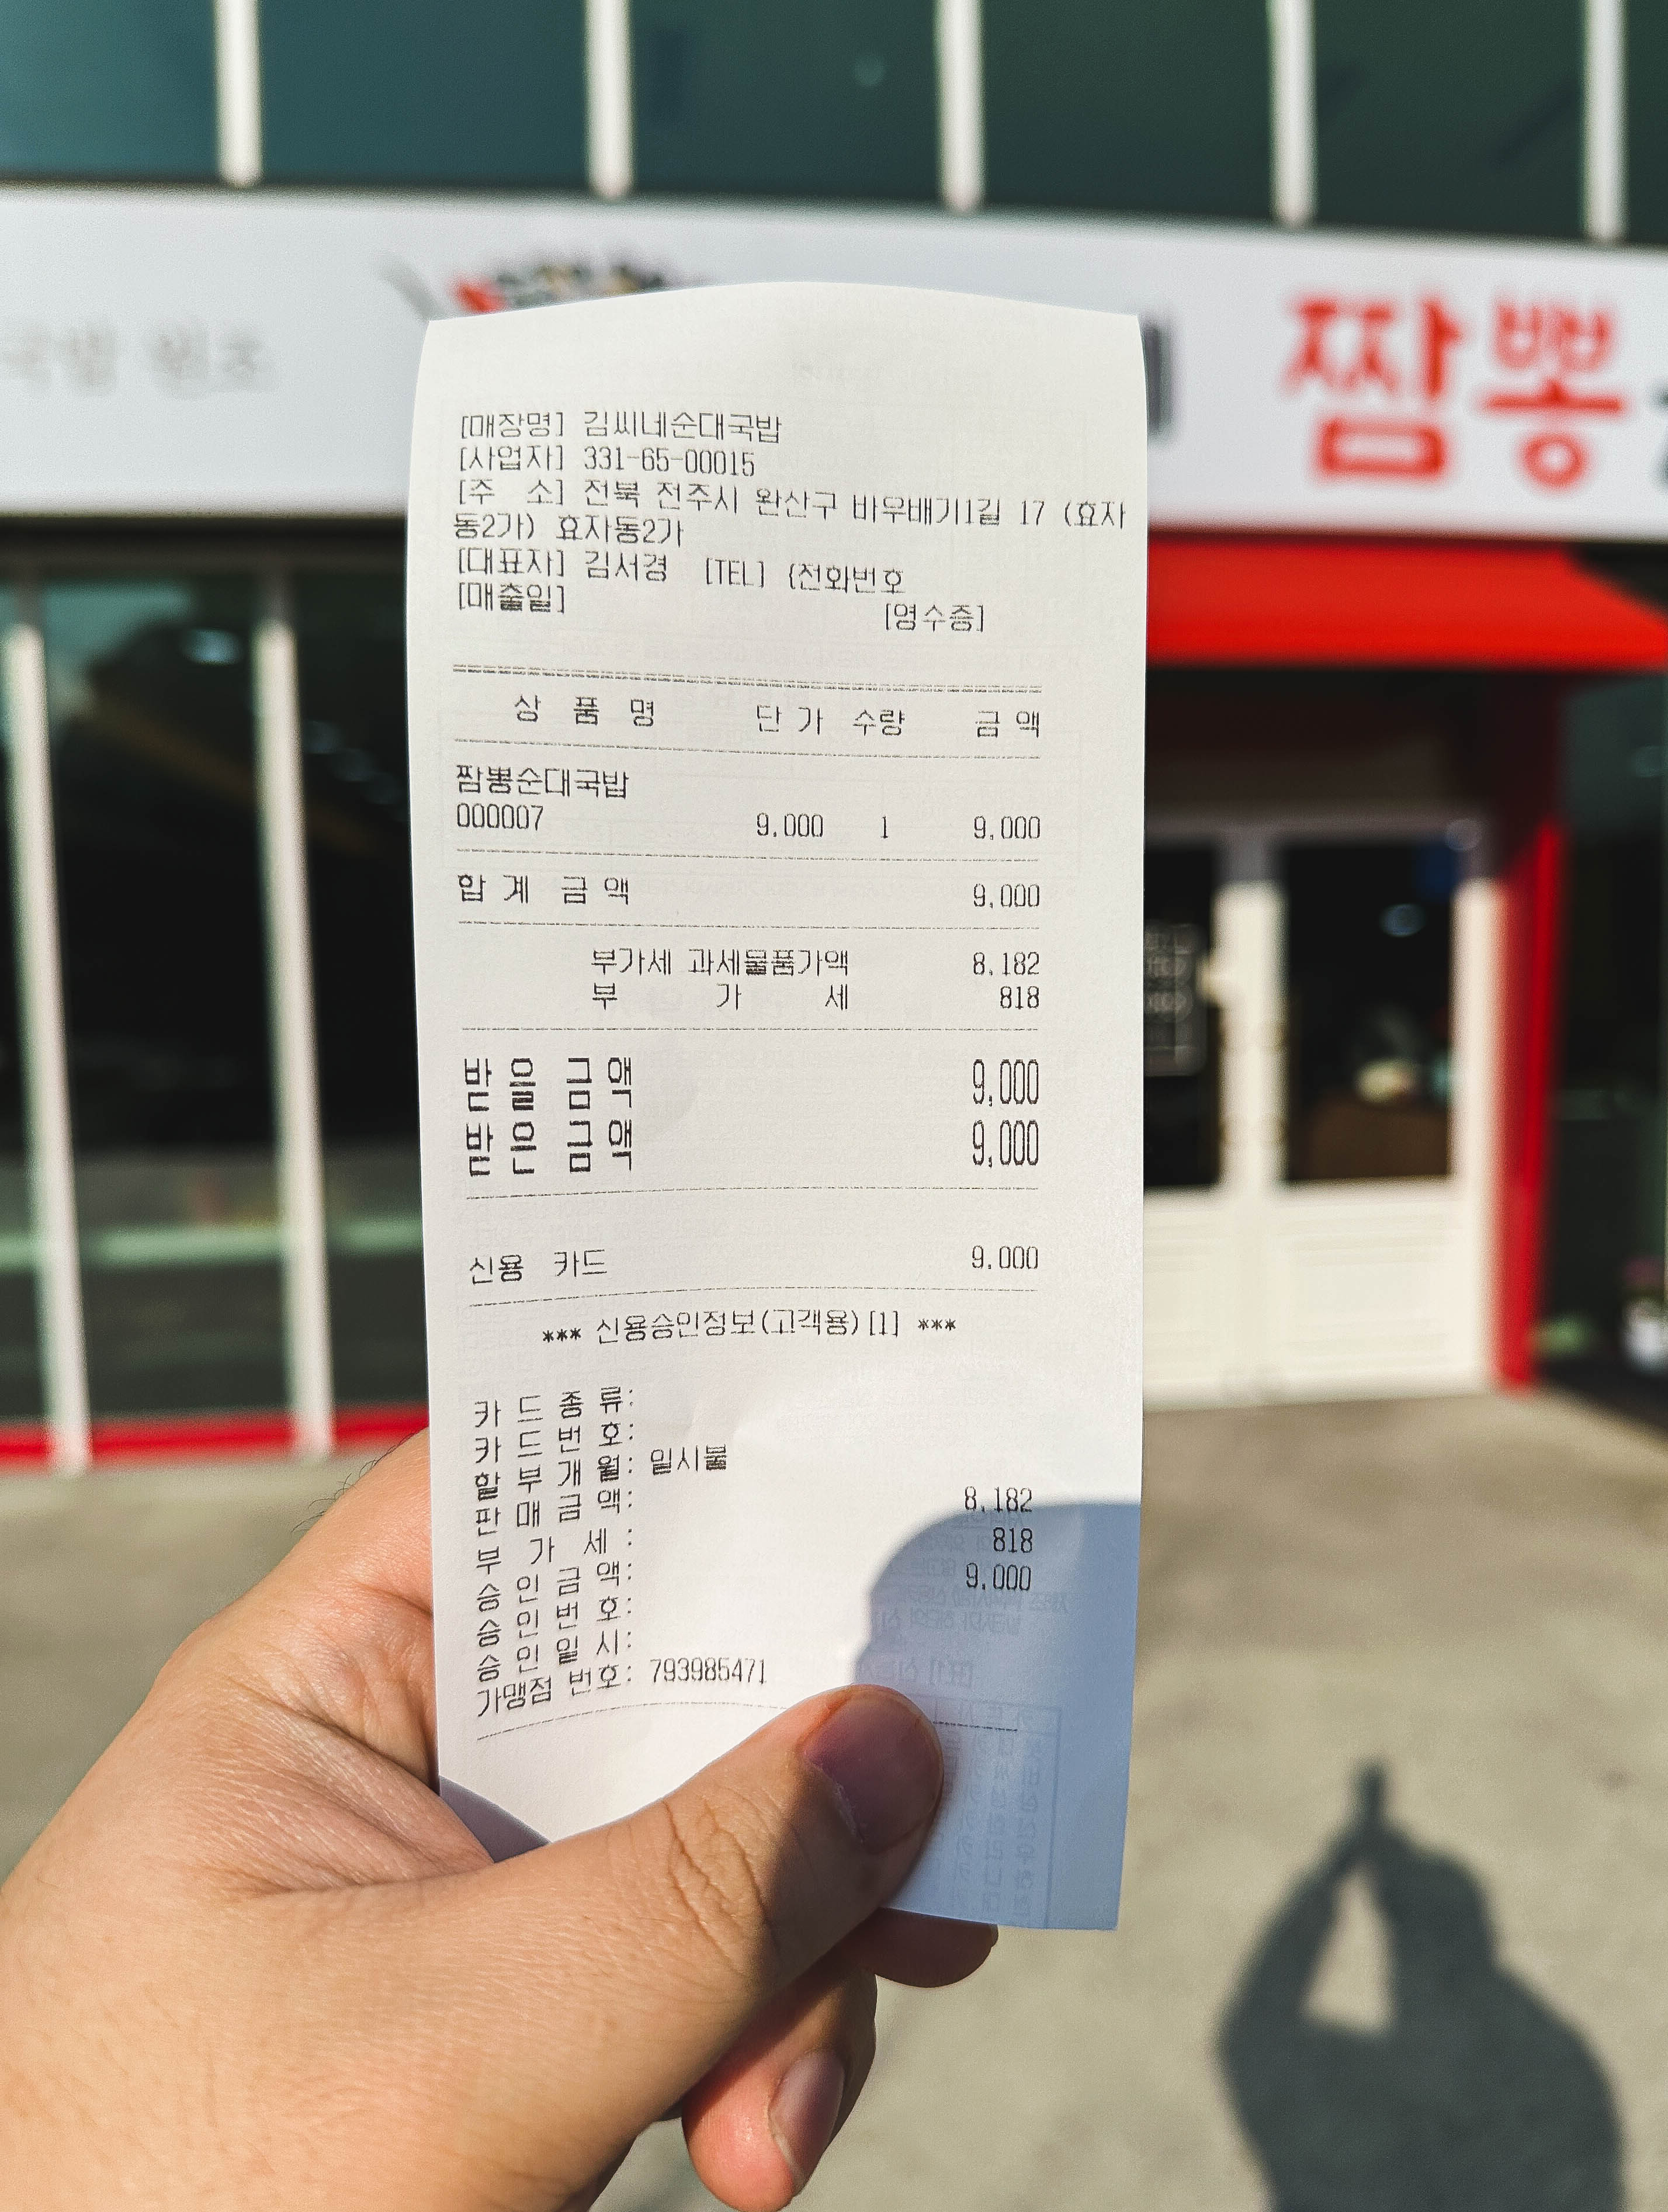 국밥 원조
짬뽕
[매장명] 김씨네순대국밥
[사업자] 331-65-00015
[주 소] 전북 전주시 완산구 바우배기1길 17 (효자
동2가) 효자동2가
[대표자] 김서경 [TEL] {전화번호
[매출일] [영수증]
상 품 명 단 가 수량 금 액
짬뽕순대국밥
000007 9,000 1 9,000
합 계 금 액 9,000
부가세 과세물품가액 8,182
부 가 세 818
받 을 금 액 9,000
받 은 금 액 9,000
신용 카드 9,000
*** 신용승인정보(고객용)[1] ***
카 드 종 류:
카 드 번 호:
할 부 개 월: 일시불
판 매 금 액: 8,182
부 가 세 : 818
승 인 금 액: 9,000
승 인 번 호:
승 인 일 시:
가맹점 번호: 793985471